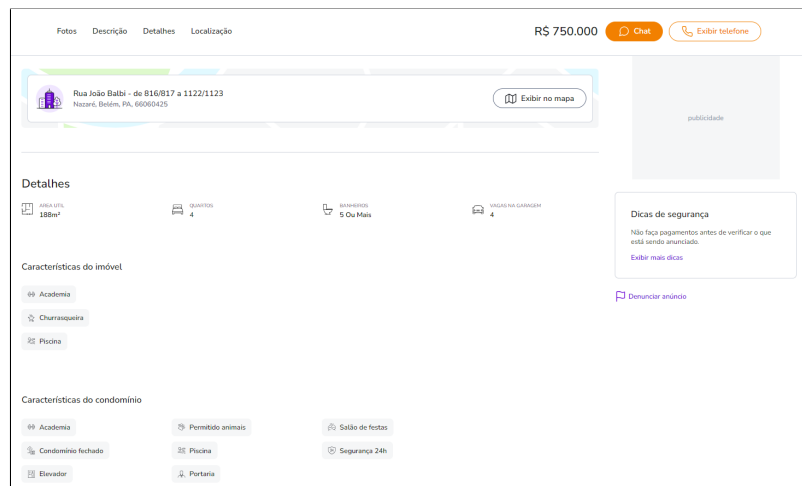 Fotos Descrição Detalhes Localização R$ 750.000 Chat Exibir telefone
Rua João Balbi - de 816/817 a 1122/1123
Nazaré, Belém, PA, 66060425
Exibir no mapa
publicidade
Detalhes
ÁREA ÚTIL
188m²
QUARTOS
4
BANHEIROS
5 Ou Mais
VAGAS NA GARAGEM
4
Dicas de segurança
Não faça pagamentos antes de verificar o que
está sendo anunciado.
Exibir mais dicas
Denunciar anúncio
Características do imóvel
Academia
Churrasqueira
Piscina
Características do condomínio
Academia Permitido animais Salão de festas
Condomínio fechado Piscina Segurança 24h
Elevador Portaria